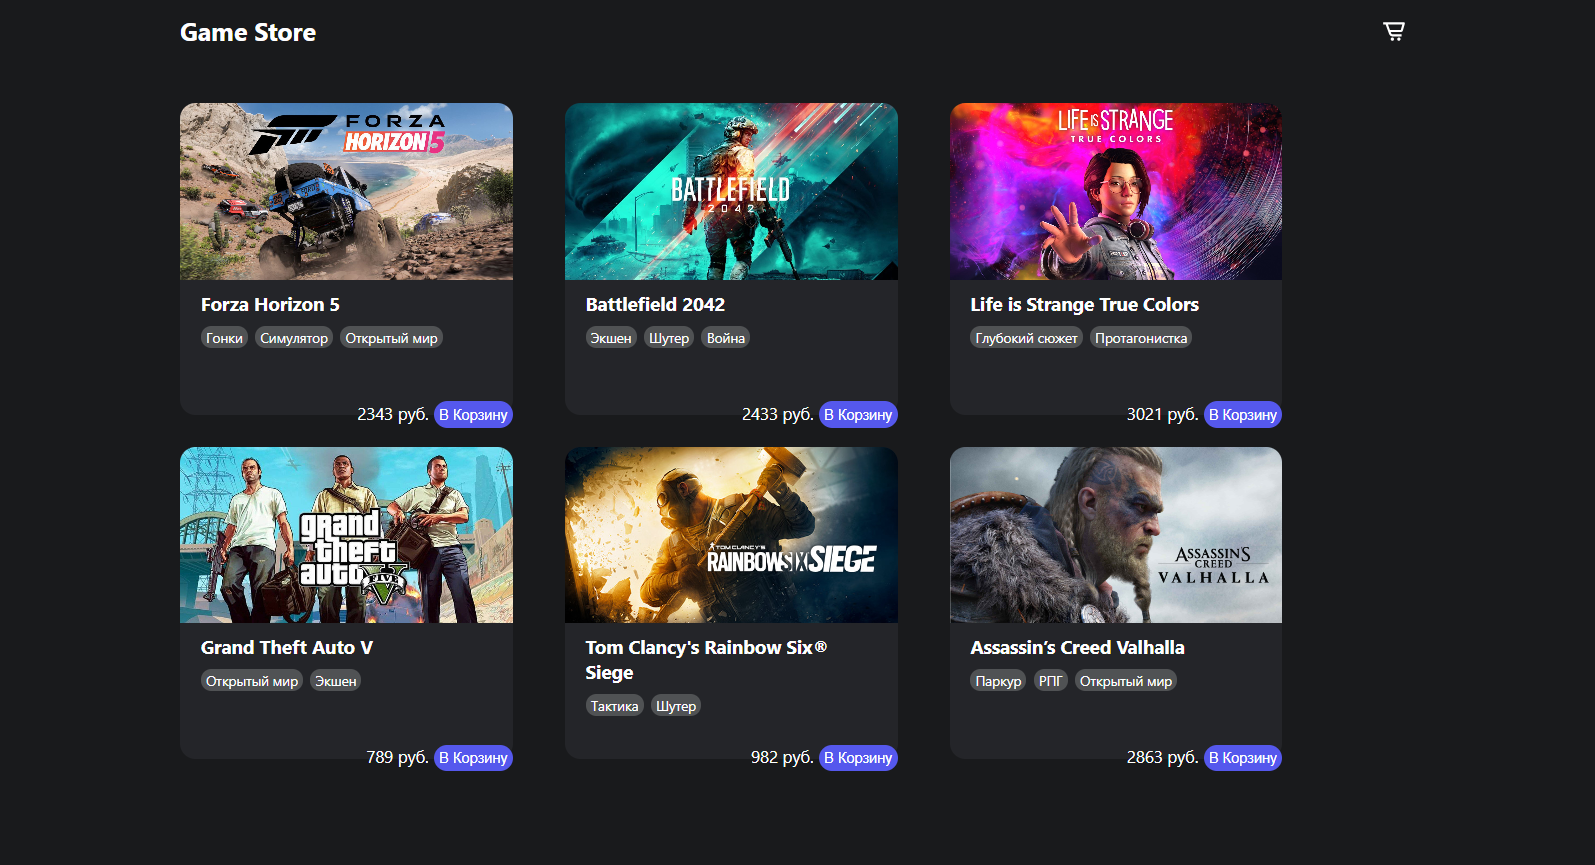 Game Store
FORZA
HORIZON 5
Forza Horizon 5
Гонки Симулятор Открытый мир
2343 руб. В Корзину
BATTLEFIELD
2042
Battlefield 2042
Экшен Шутер Война
2433 руб. В Корзину
LIFE IS STRANGE
TRUE COLORS
Life is Strange True Colors
Глубокий сюжет Протагонистка
3021 руб. В Корзину
grand
theft
auto V
FIVE
Grand Theft Auto V
Открытый мир Экшен
789 руб. В Корзину
TOM CLANCY'S
RAINBOW SIX SIEGE
Tom Clancy's Rainbow Six®
Siege
Тактика Шутер
982 руб. В Корзину
ASSASSIN'S
CREED
VALHALLA
Assassin’s Creed Valhalla
Паркур РПГ Открытый мир
2863 руб. В Корзину